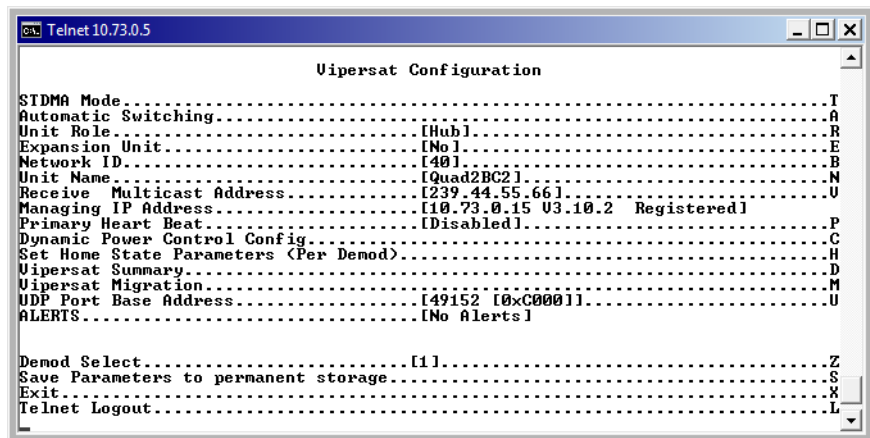 Telnet 10.73.0.5
Vipersat Configuration
STDMA Mode.............................................................................T
Automatic Switching....................................................................A
Unit Role..................................[Hub].......................................R
Expansion Unit.............................[No]........................................E
Network ID.................................[40]........................................B
Unit Name..................................[Quad2BC2]..................................N
Receive  Multicast Address.........[239.44.55.66].............................V
Managing IP Address......................[10.73.0.15 V3.10.2  Registered]
Primary Heart Beat.......................[Disabled]..................................P
Dynamic Power Control Config...........................................................C
Set Home State Parameters (Per Demod)..................................................H
Vipersat Summary.......................................................................D
Vipersat Migration.....................................................................M
UDP Port Base Address..................[49152 [0xC000]]...........................U
ALERTS...................................[No Alerts]
Demod Select............................[1].........................................Z
Save Parameters to permanent storage...................................................S
Exit...................................................................................X
Telnet Logout..........................................................................L